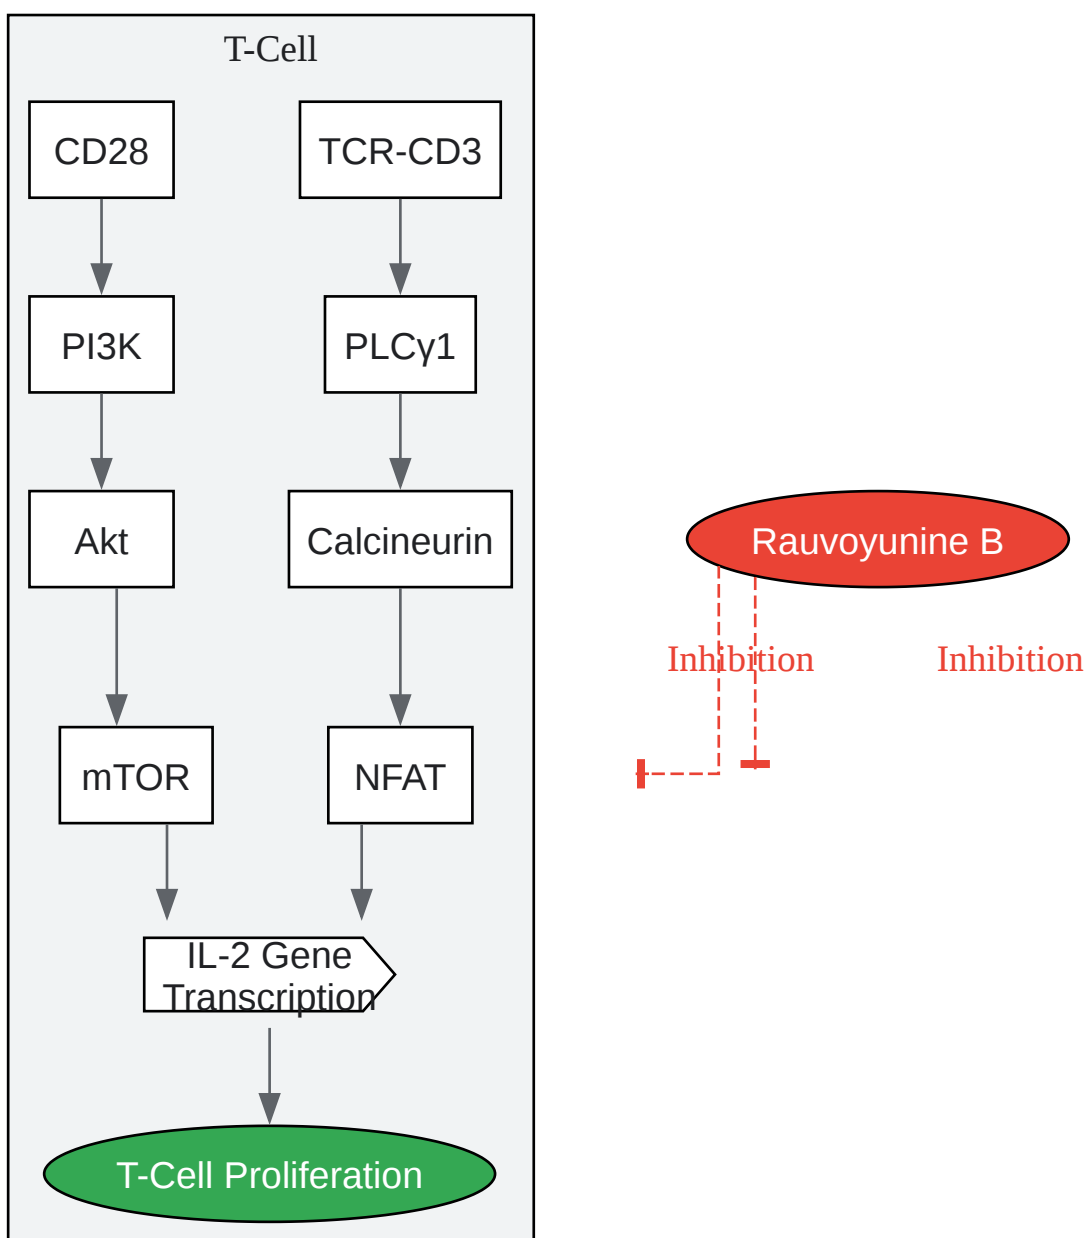 T-Cell
CD28
TCR-CD3
PI3K
PLCγ1
Akt
Calcineurin
Rauvoyunine B
Inhibition
Inhibition
mTOR
NFAT
IL-2 Gene
Transcription
T-Cell Proliferation